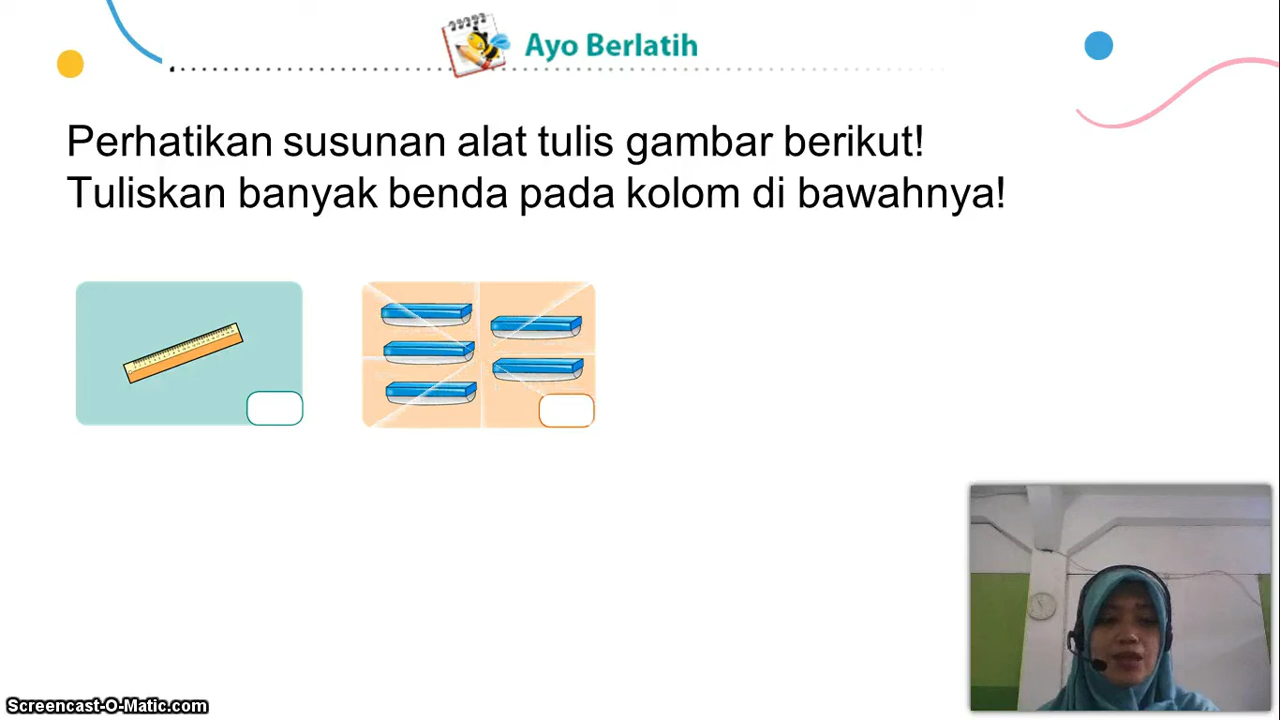 Ayo Berlatih
Perhatikan susunan alat tulis gambar berikut!
Tuliskan banyak benda pada kolom di bawahnya!
Screencast-O-Matic.com